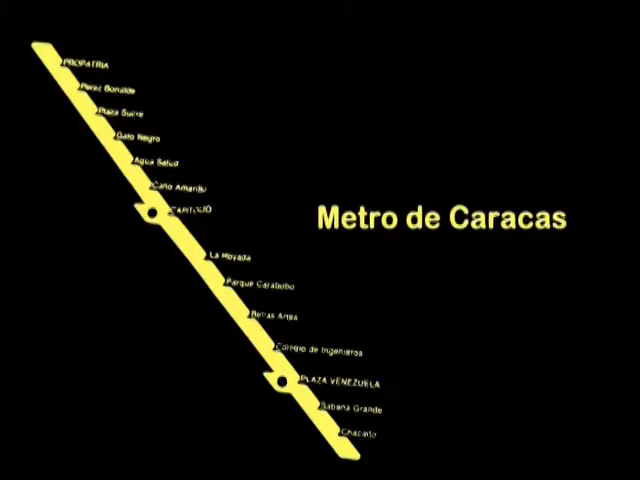 PROPATRIA
Perez Bonalde
Plaza Sucre
Gato Negro
Agua Salud
Caño Amarillo
CAPITOLIO
Metro de Caracas
La Hoyada
Parque Carabobo
Bellas Artes
Colegio de Ingenieros
PLAZA VENEZUELA
Sabana Grande
Chacaito